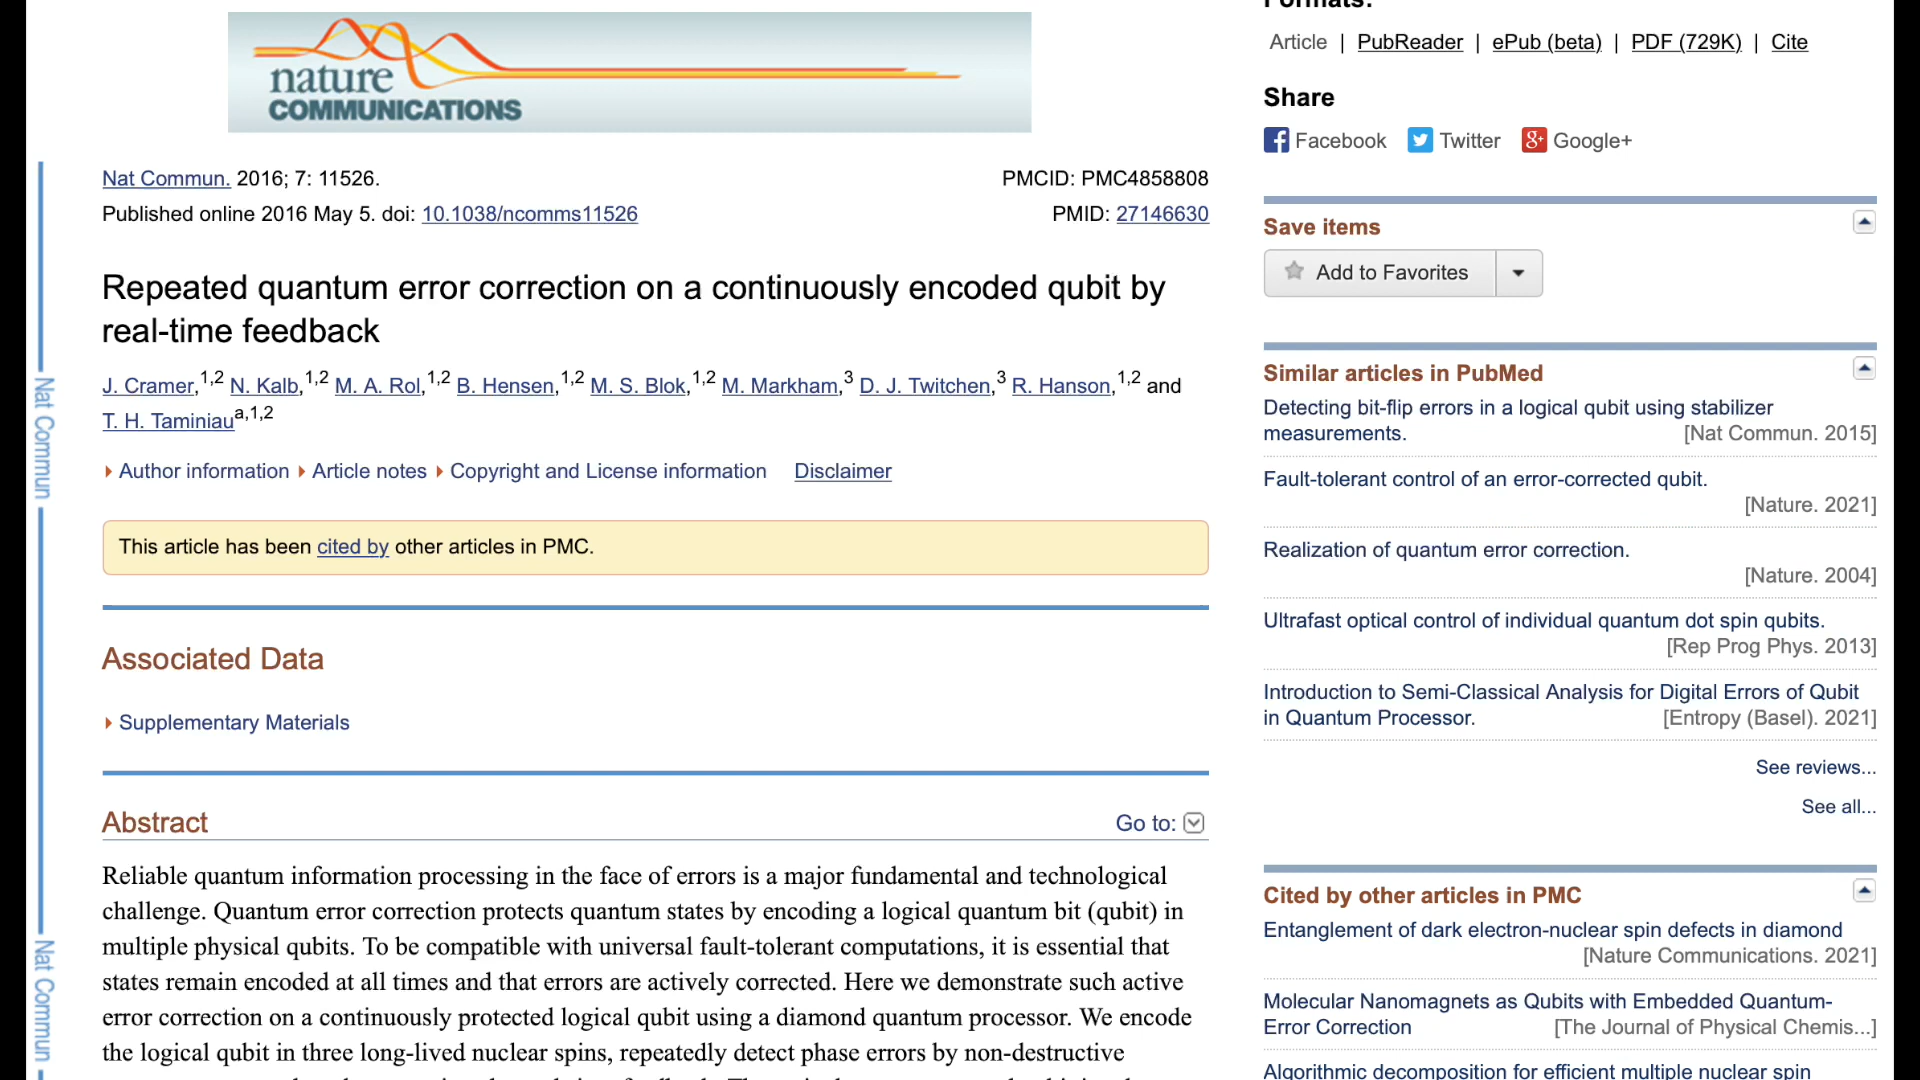 Formats:
Article | PubReader | ePub (beta) | PDF (729K) | Cite
Share
Facebook Twitter Google+
Save items
Add to Favorites
Similar articles in PubMed
Detecting bit-flip errors in a logical qubit using stabilizer
measurements. [Nat Commun. 2015]
Fault-tolerant control of an error-corrected qubit.
[Nature. 2021]
Realization of quantum error correction.
[Nature. 2004]
Ultrafast optical control of individual quantum dot spin qubits.
[Rep Prog Phys. 2013]
Introduction to Semi-Classical Analysis for Digital Errors of Qubit
in Quantum Processor. [Entropy (Basel). 2021]
See reviews...
See all...
Cited by other articles in PMC
Entanglement of dark electron-nuclear spin defects in diamond
[Nature Communications. 2021]
Molecular Nanomagnets as Qubits with Embedded Quantum-
Error Correction [The Journal of Physical Chemis...]
Algorithmic decomposition for efficient multiple nuclear spin
nature
COMMUNICATIONS
Nat Commun. 2016; 7: 11526. PMCID: PMC4858808
Published online 2016 May 5. doi: 10.1038/ncomms11526 PMID: 27146630
Repeated quantum error correction on a continuously encoded qubit by
real-time feedback
J. Cramer,1,2 N. Kalb,1,2 M. A. Rol,1,2 B. Hensen,1,2 M. S. Blok,1,2 M. Markham,3 D. J. Twitchen,3 R. Hanson,1,2 and
T. H. Taminiaua,1,2
Author information Article notes Copyright and License information Disclaimer
This article has been cited by other articles in PMC.
Associated Data
Supplementary Materials
Abstract Go to:
Reliable quantum information processing in the face of errors is a major fundamental and technological
challenge. Quantum error correction protects quantum states by encoding a logical quantum bit (qubit) in
multiple physical qubits. To be compatible with universal fault-tolerant computations, it is essential that
states remain encoded at all times and that errors are actively corrected. Here we demonstrate such active
error correction on a continuously protected logical qubit using a diamond quantum processor. We encode
the logical qubit in three long-lived nuclear spins, repeatedly detect phase errors by non-destructive
Nat Commun
Nat Commun